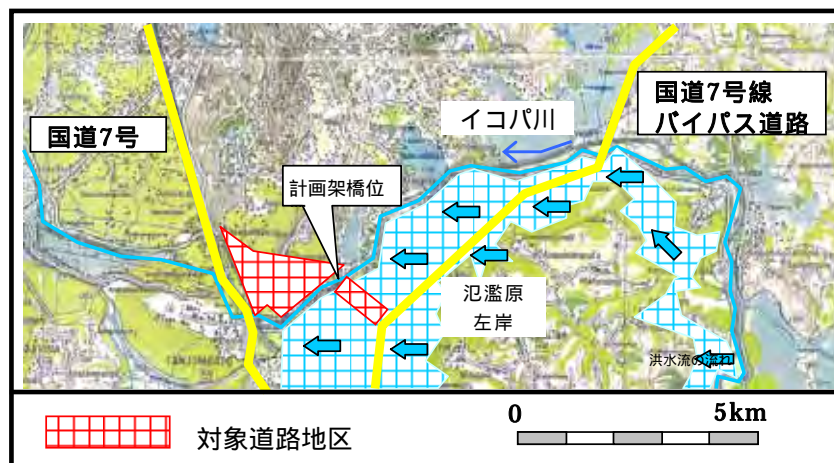 国道7号
イコパ川
国道7号線
バイパス道路
計画架橋位
氾濫原
左岸
洪水流の流れ
対象道路地区
0 5km